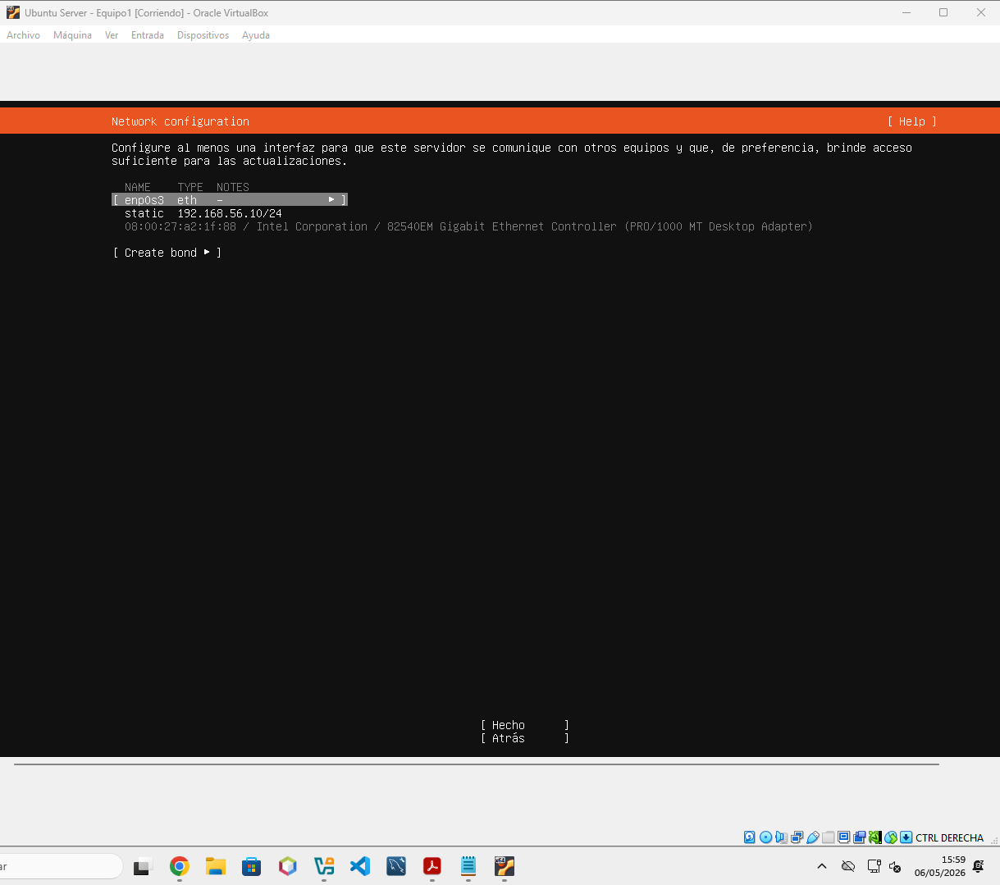 Ubuntu Server - Equipo1 [Corriendo] - Oracle VirtualBox
Archivo Máquina Ver Entrada Dispositivos Ayuda
Network configuration [ Help ]
Configure al menos una interfaz para que este servidor se comunique con otros equipos y que, de preferencia, brinde acceso
suficiente para las actualizaciones.
NAME TYPE NOTES
[ enp0s3 eth – ▸ ]
static 192.168.56.10/24
08:00:27:a2:1f:88 / Intel Corporation / 82540EM Gigabit Ethernet Controller (PRO/1000 MT Desktop Adapter)
[ Create bond ▸ ]
[ Hecho ]
[ Atrás ]
CTRL DERECHA
ar
15:59
06/05/2026